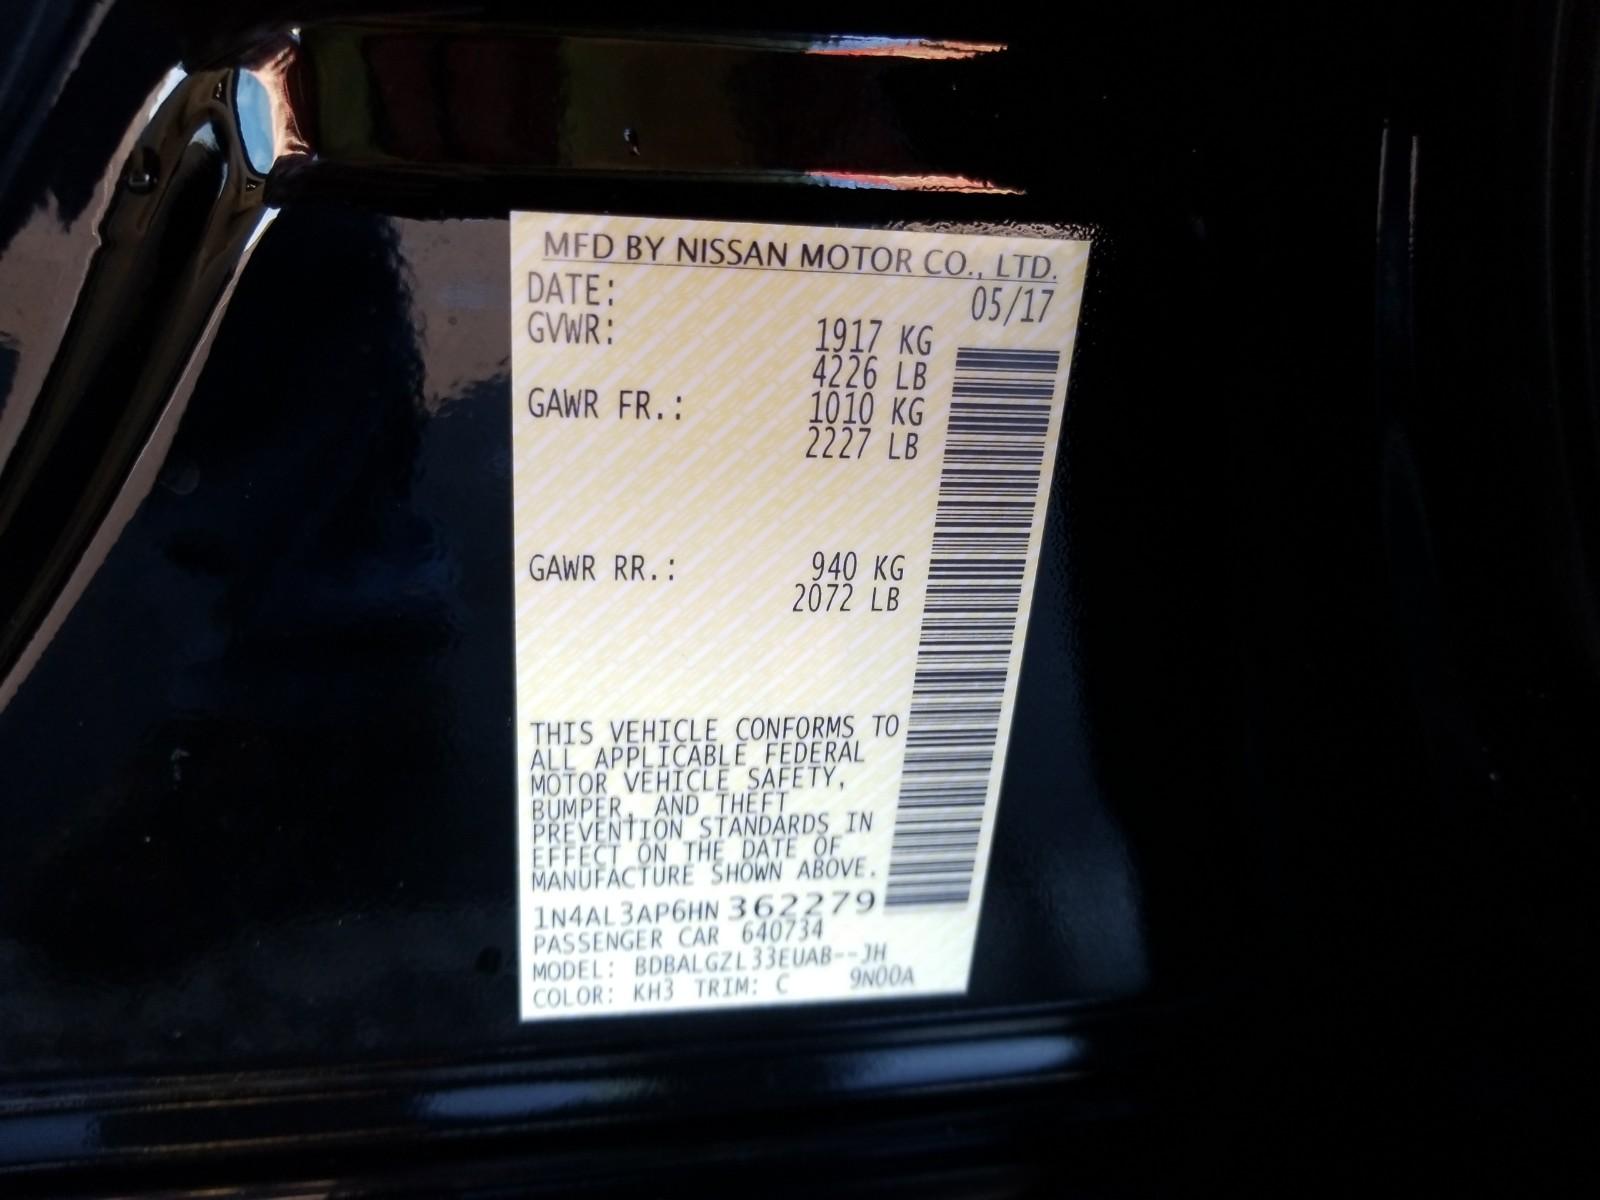 MFD BY NISSAN MOTOR CO., LTD.
DATE: 05/17
GVWR: 1917 KG
4226 LB
GAWR FR.: 1010 KG
2227 LB
GAWR RR.: 940 KG
2072 LB
THIS VEHICLE CONFORMS TO
ALL APPLICABLE FEDERAL
MOTOR VEHICLE SAFETY,
BUMPER, AND THEFT
PREVENTION STANDARDS IN
EFFECT ON THE DATE OF
MANUFACTURE SHOWN ABOVE.
1N4AL3AP6HN 362279
PASSENGER CAR 640734
MODEL: BDBALGZL33EUAB--JH
COLOR: KH3 TRIM: C 9N00A